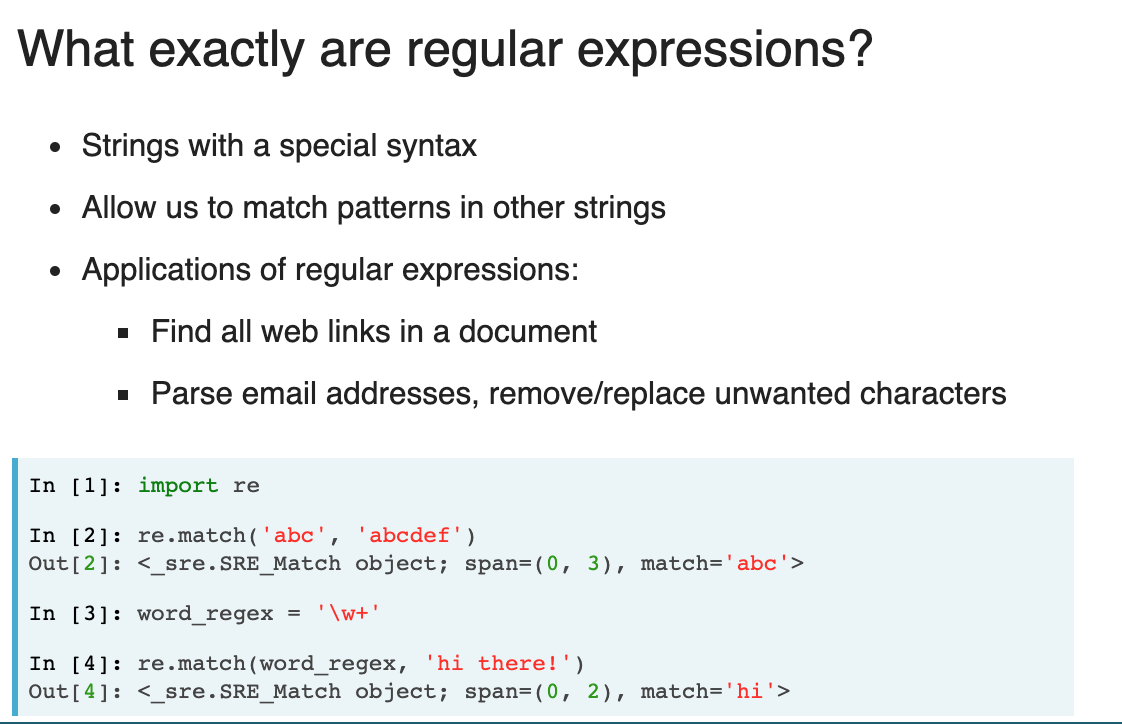 What exactly are regular expressions?
• Strings with a special syntax
• Allow us to match patterns in other strings
• Applications of regular expressions:
▪ Find all web links in a document
▪ Parse email addresses, remove/replace unwanted characters
In [1]: import re
In [2]: re.match('abc', 'abcdef')
Out[2]: <_sre.SRE_Match object; span=(0, 3), match='abc'>
In [3]: word_regex = '\w+'
In [4]: re.match(word_regex, 'hi there!')
Out[4]: <_sre.SRE_Match object; span=(0, 2), match='hi'>